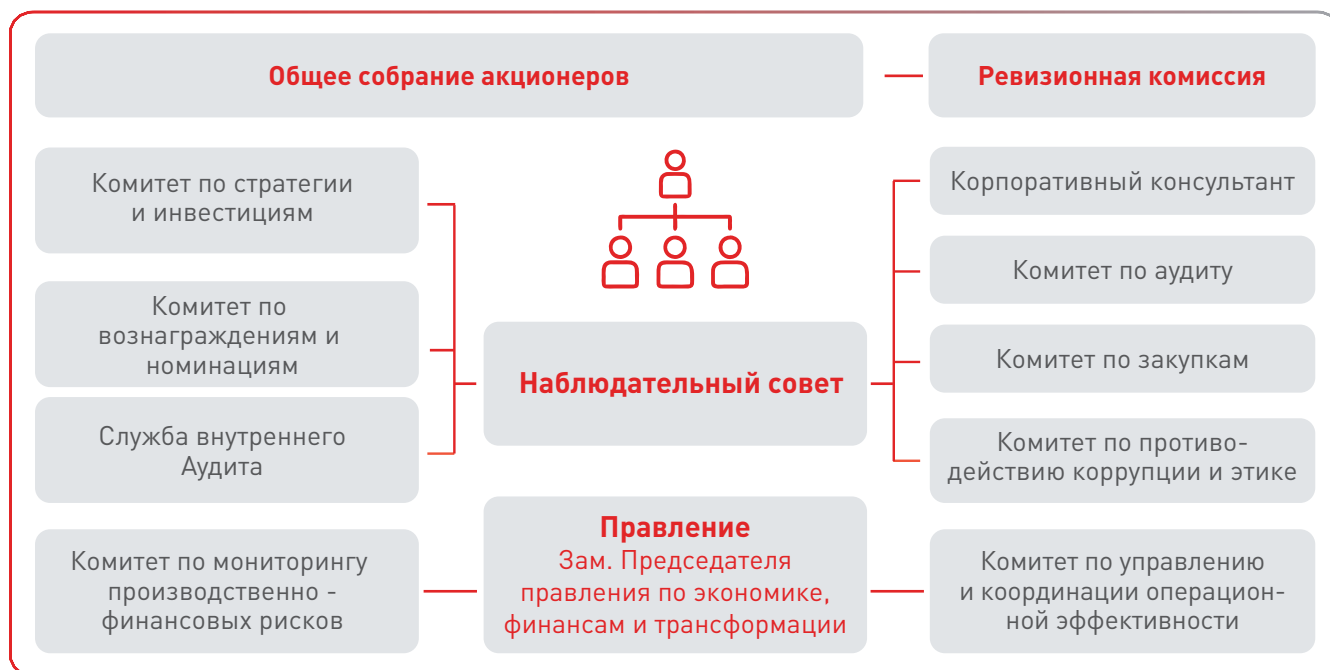 Общее собрание акционеров
Ревизионная комиссия
Комитет по стратегии
и инвестициям
Комитет по
вознаграждениям и
номинациям
Служба внутреннего
Аудита
Наблюдательный совет
Корпоративный консультант
Комитет по аудиту
Комитет по закупкам
Комитет по противо-
действию коррупции и этике
Комитет по мониторингу
производственно -
финансовых рисков
Правление
Зам. Председателя
правления по экономике,
финансам и трансформации
Комитет по управлению
и координации операцион-
ной эффективности